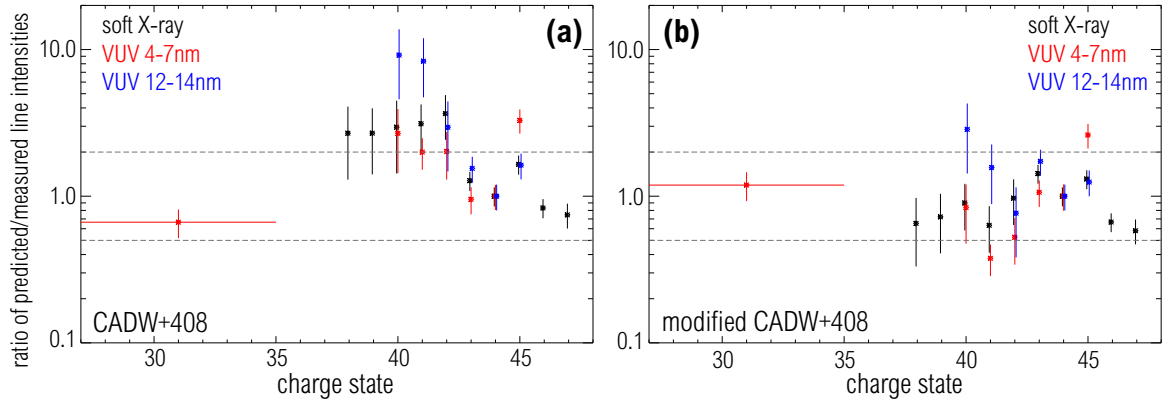 ratio of predicted/measured line intensities
10.0
1.0
0.1
soft X-ray
VUV 4-7nm
VUV 12-14nm
(a)
CADW+408
30 35 40 45
charge state
(b)
soft X-ray
VUV 4-7nm
VUV 12-14nm
10.0
1.0
0.1
modified CADW+408
30 35 40 45
charge state